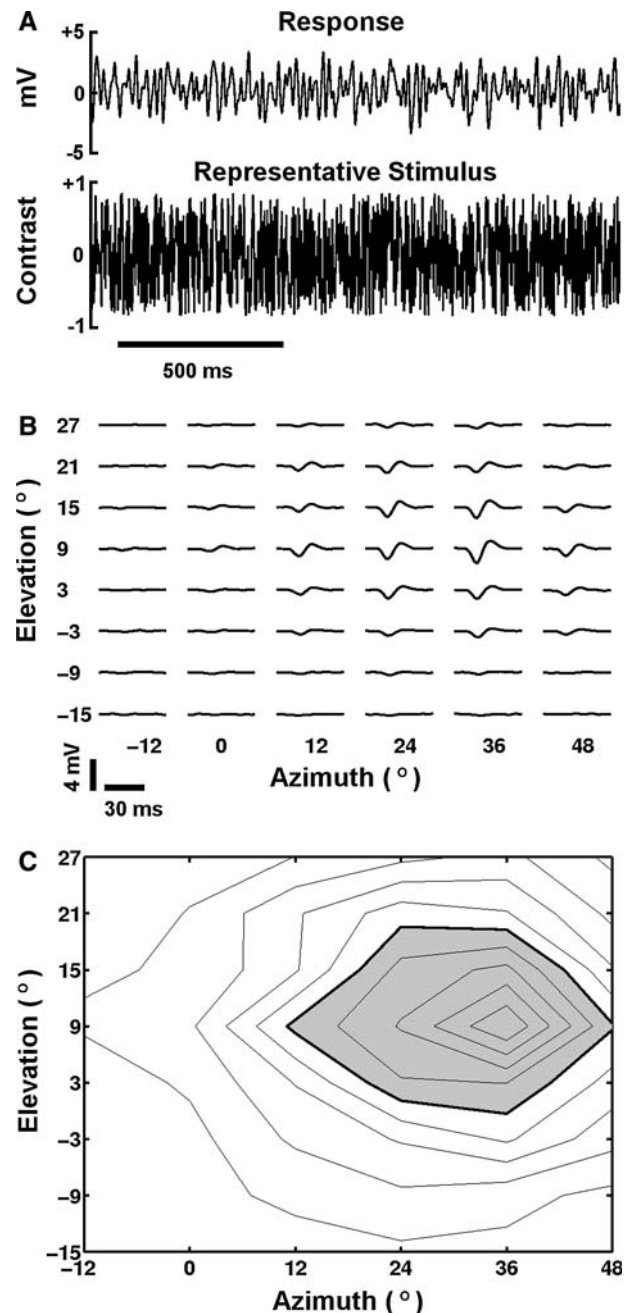 A
Response
+5
mV
0
-5
Representative Stimulus
+1
Contrast
0
-1
500 ms
B
Elevation (°)
27
21
15
9
3
−3
−9
−15
−12 0 12 24 36 48
Azimuth (°)
4 mV
30 ms
C
Elevation (°)
27
21
15
9
3
−3
−9
−15
−12 0 12 24 36 48
Azimuth (°)